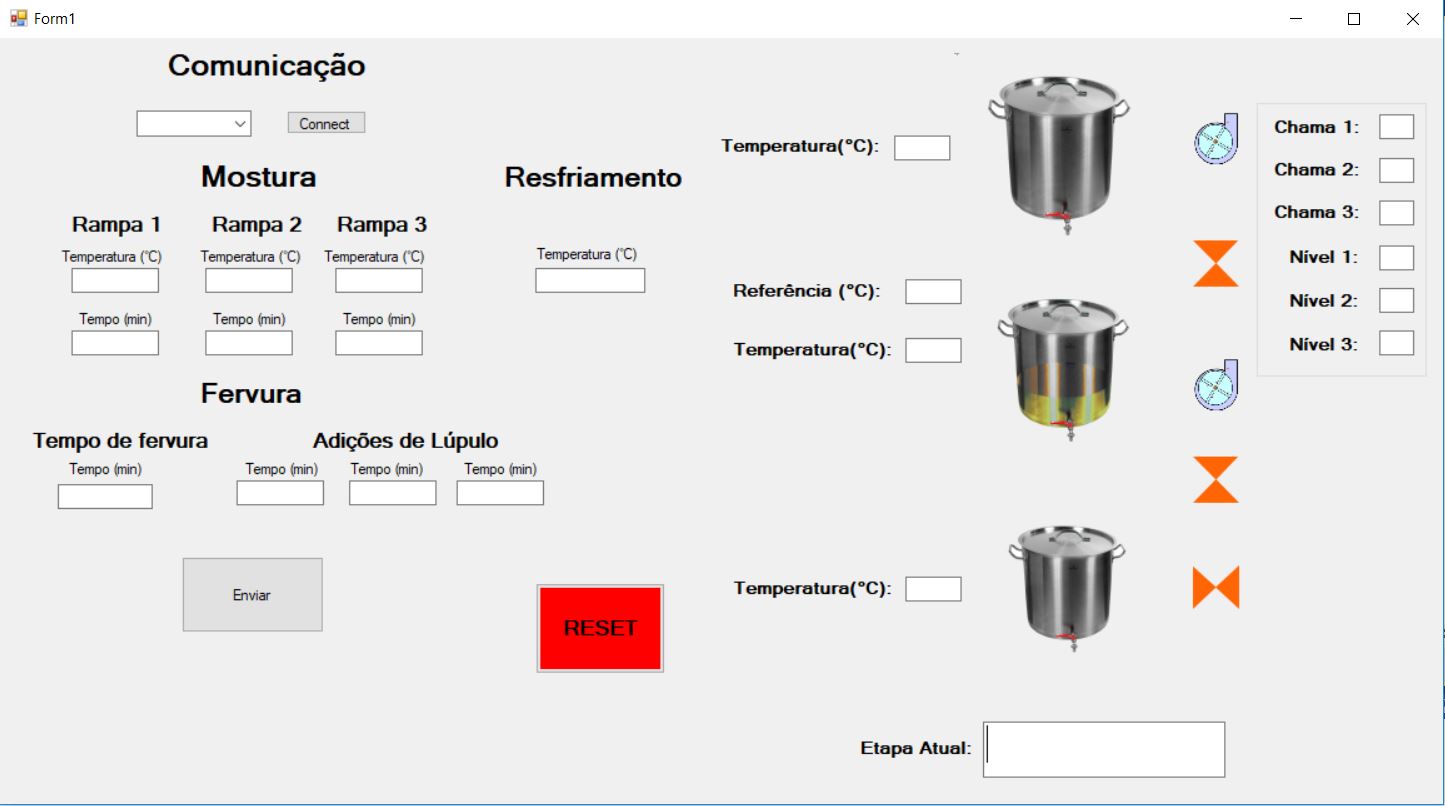 Form1
Comunicação
Connect
Mostura
Rampa 1 Rampa 2 Rampa 3
Temperatura (°C) Temperatura (°C) Temperatura (°C)
Tempo (min) Tempo (min) Tempo (min)
Resfriamento
Temperatura (°C)
Fervura
Tempo de fervura
Tempo (min)
Adições de Lúpulo
Tempo (min) Tempo (min) Tempo (min)
Enviar
RESET
Temperatura(°C):
Referência (°C):
Temperatura(°C):
Temperatura(°C):
Chama 1:
Chama 2:
Chama 3:
Nível 1:
Nível 2:
Nível 3:
Etapa Atual: